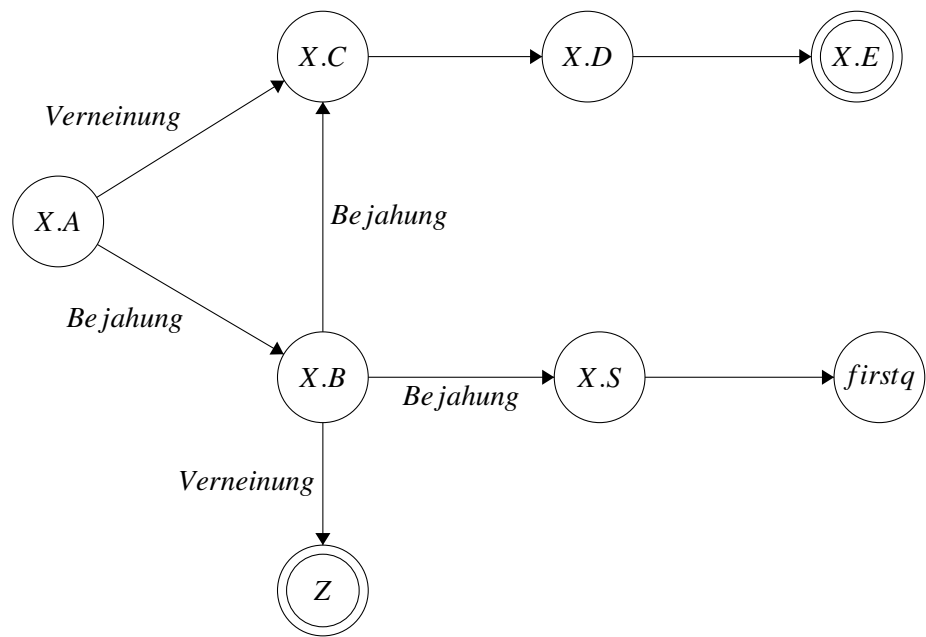 X.C
X.D
X.E
Verneinung
X.A
Bejahung
Bejahung
X.B
X.S
firstq
Bejahung
Verneinung
Z